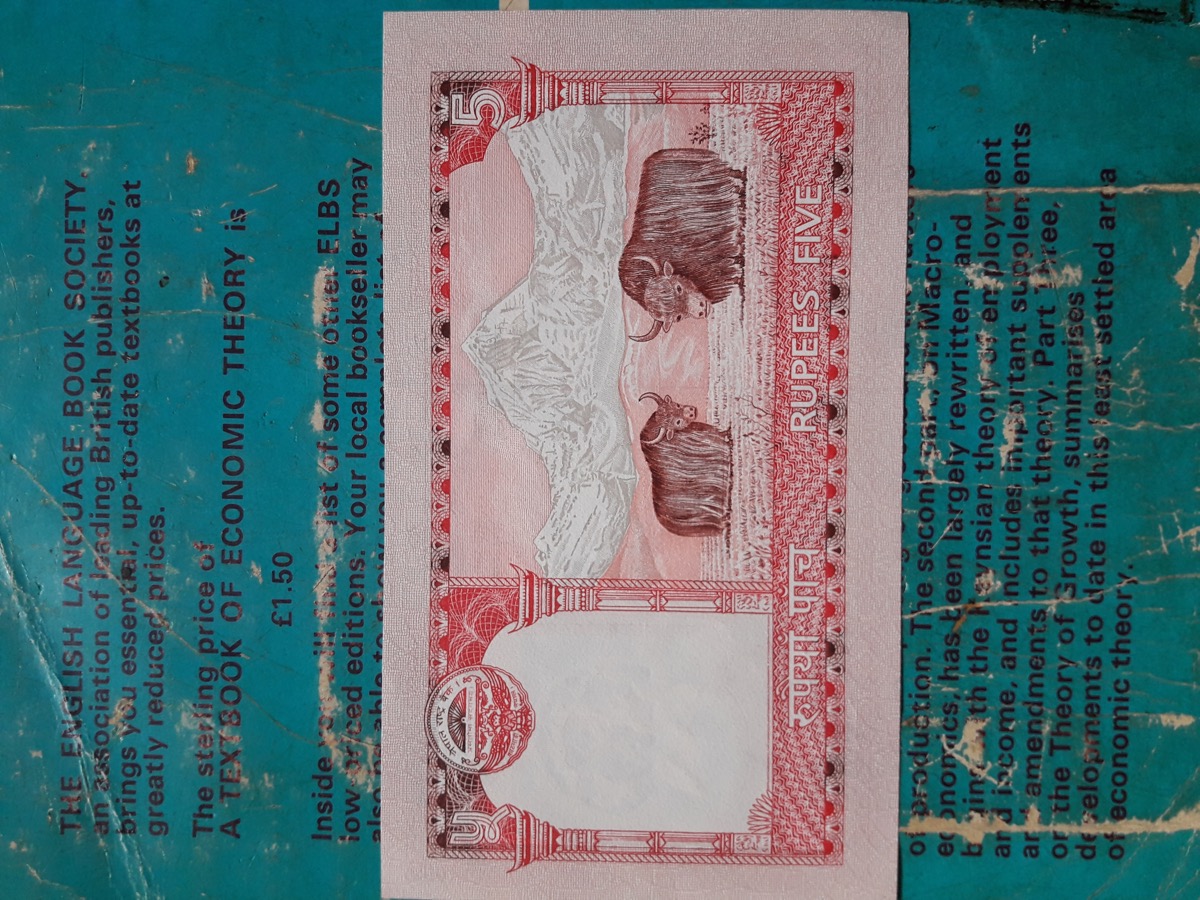 THE ENGLISH LANGUAGE BOOK SOCIETY,
an association of leading British publishers,
brings you essential, up-to-date textbooks at
greatly reduced prices.
The sterling price of
A TEXTBOOK OF ECONOMIC THEORY is
£1.50
Inside you will find a list of some other ELBS
low-priced editions. Your local bookseller may
also be able to show you a complete list of
नेपाल राष्ट्र बैंक
५
5
रुपैयाँ पाँच
RUPEES FIVE
of production. The second part, on Macro-
economics, has been largely rewritten, and
begins with the Keynsian theory of employment
and income, and includes important supplements
and amendments to that theory. Part Three,
on the Theory of Growth, summarises
developments to date in this least settled area
of economic theory.